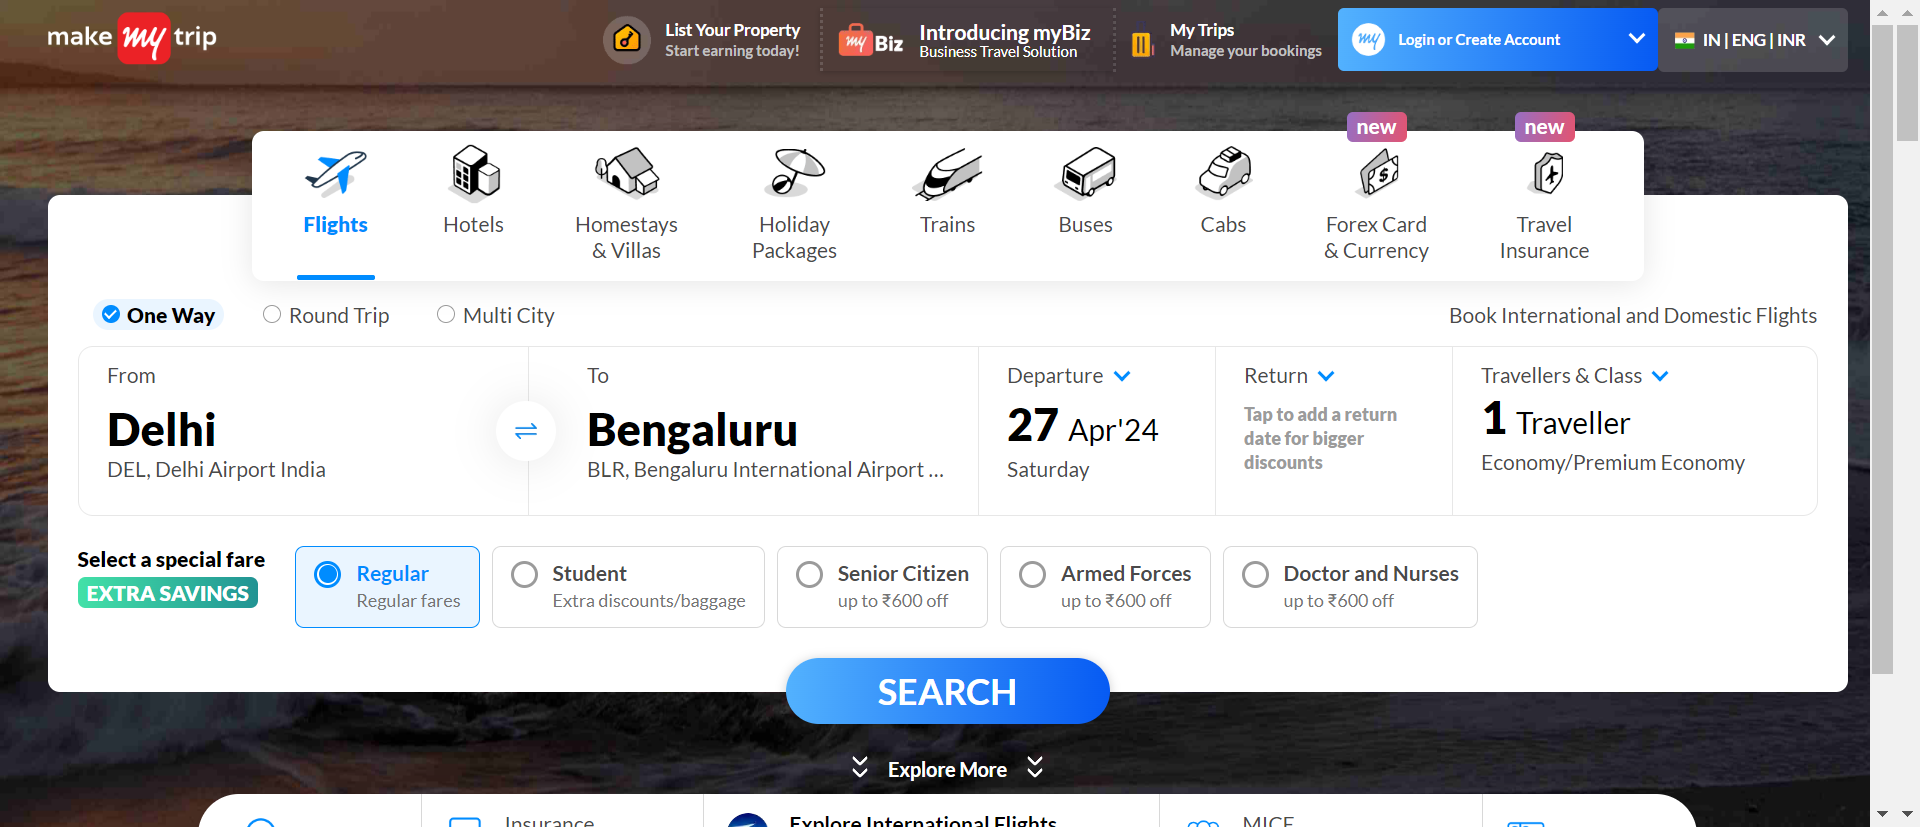 make my trip
List Your Property
Start earning today!
my Biz
Introducing myBiz
Business Travel Solution
My Trips
Manage your bookings
my
Login or Create Account
IN | ENG | INR
new
new
Flights
Hotels
Homestays
& Villas
Holiday
Packages
Trains
Buses
Cabs
Forex Card
& Currency
Travel
Insurance
One Way
Round Trip
Multi City
Book International and Domestic Flights
From
Delhi
DEL, Delhi Airport India
To
Bengaluru
BLR, Bengaluru International Airport ...
Departure
27 Apr'24
Saturday
Return
Tap to add a return
date for bigger
discounts
Travellers & Class
1 Traveller
Economy/Premium Economy
Select a special fare
EXTRA SAVINGS
Regular
Regular fares
Student
Extra discounts/baggage
Senior Citizen
up to ₹600 off
Armed Forces
up to ₹600 off
Doctor and Nurses
up to ₹600 off
SEARCH
Explore More
Insurance
Explore International Flights
MICE